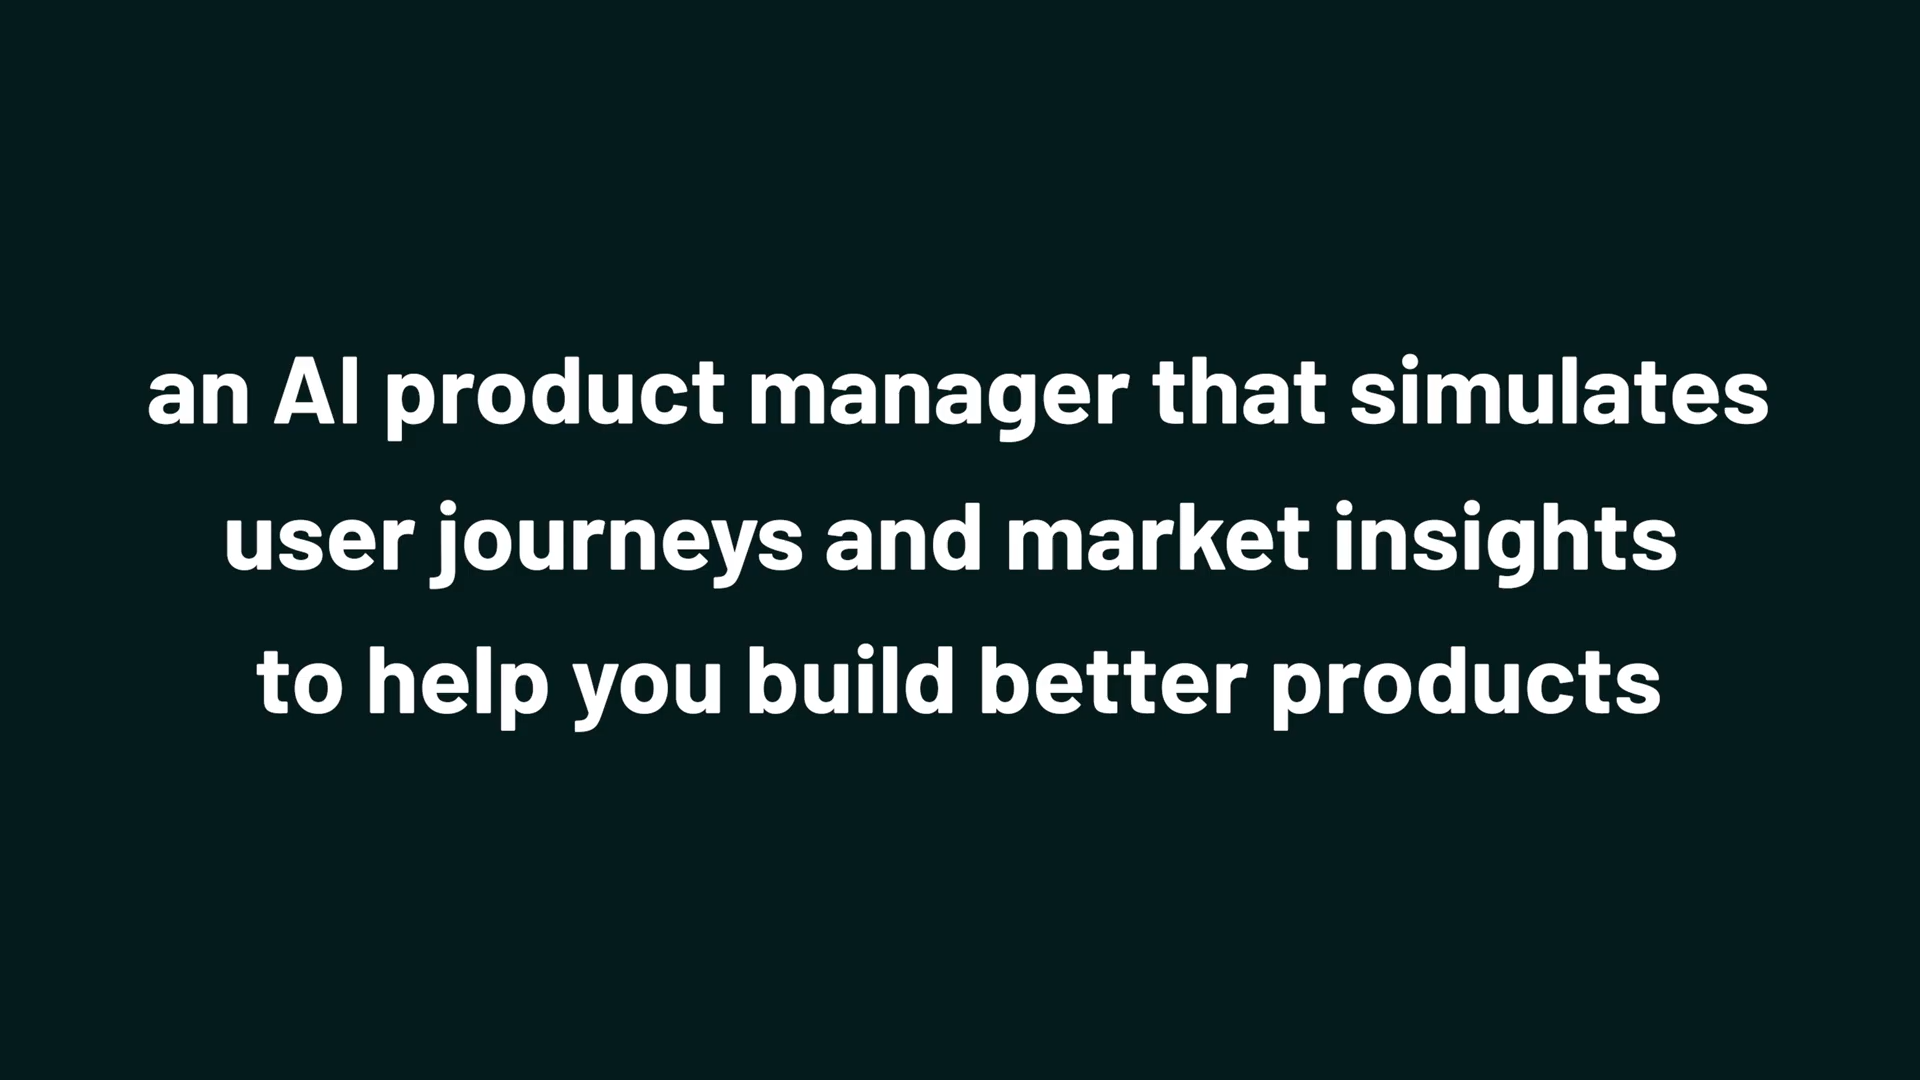 an AI product manager that simulates
user journeys and market insights
to help you build better products